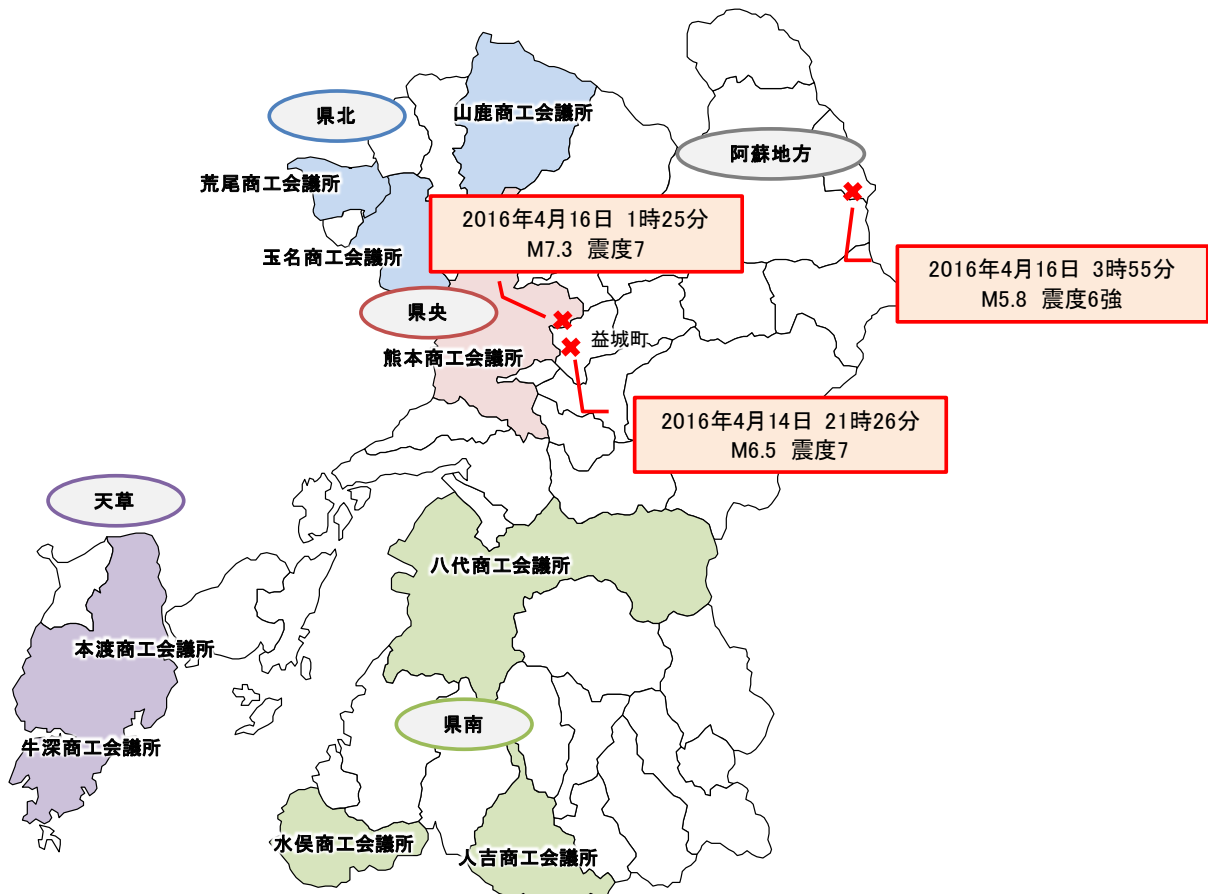 県北
山鹿商工会議所
阿蘇地方
荒尾商工会議所
2016年4月16日 1時25分
M7.3 震度7
玉名商工会議所
2016年4月16日 3時55分
M5.8 震度6強
県央
益城町
熊本商工会議所
2016年4月14日 21時26分
M6.5 震度7
天草
八代商工会議所
本渡商工会議所
県南
牛深商工会議所
水俣商工会議所
人吉商工会議所